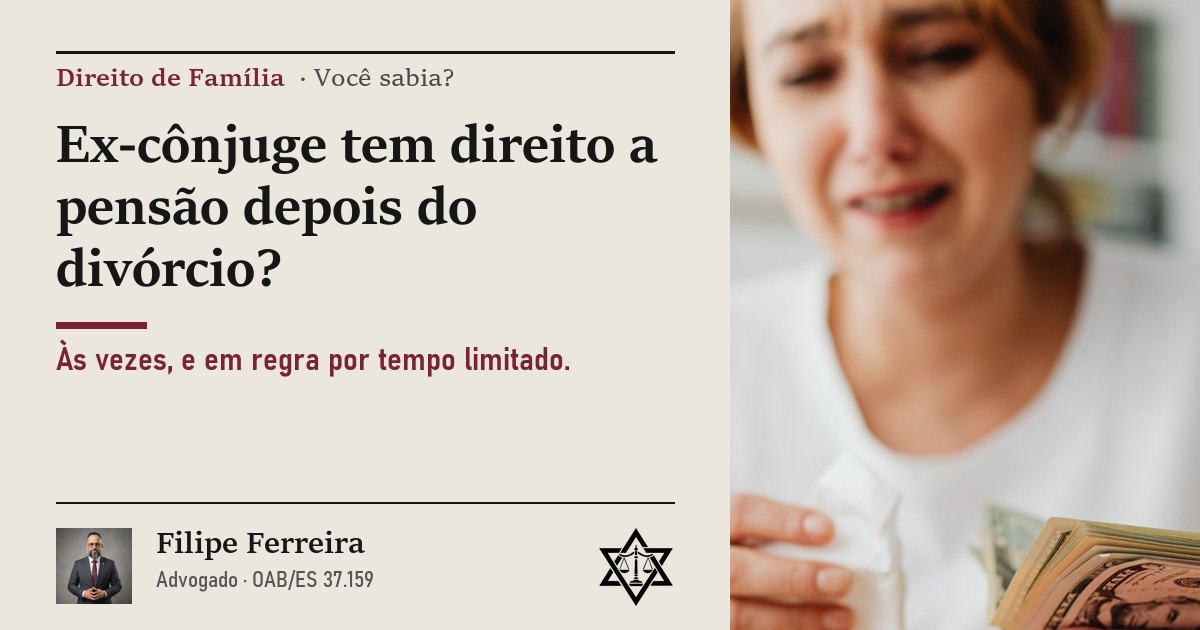 Direito de Família · Você sabia?
Ex-cônjuge tem direito a
pensão depois do
divórcio?
Às vezes, e em regra por tempo limitado.
Filipe Ferreira
Advogado · OAB/ES 37.159